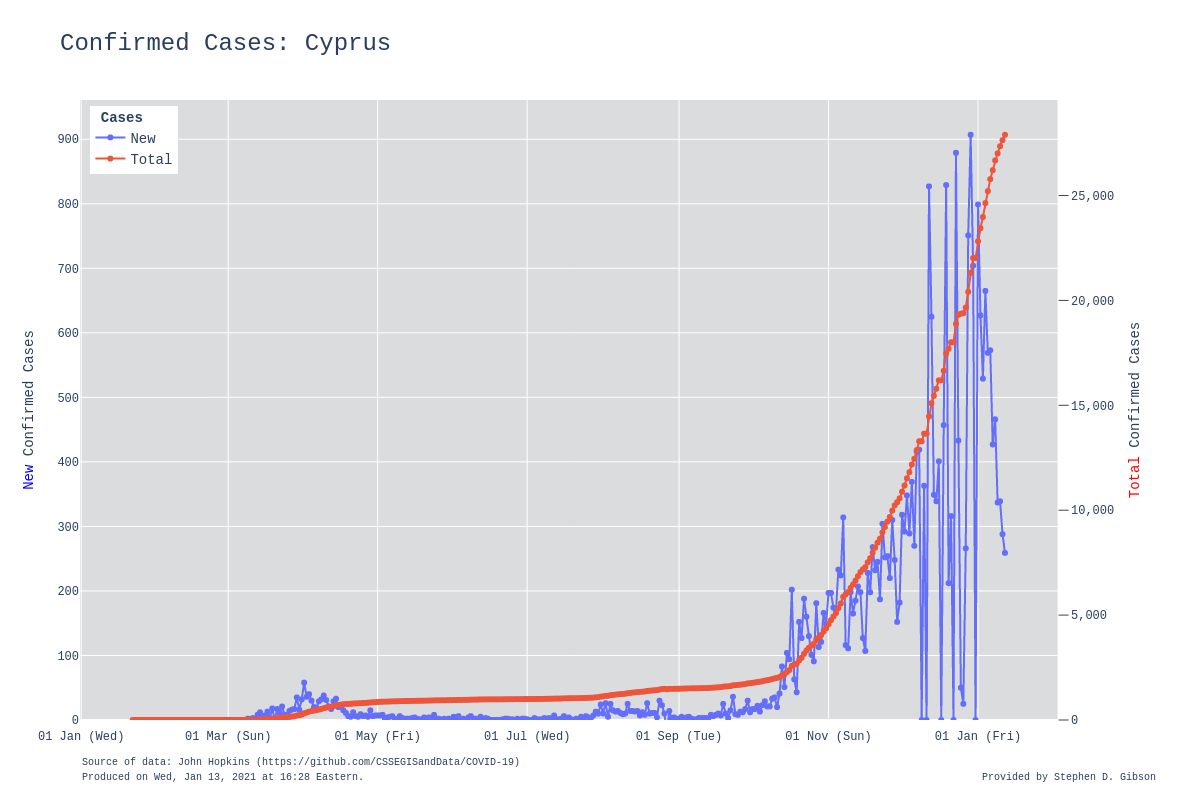 Confirmed Cases: Cyprus
Cases
New
Total
900
800
700
600
500
400
300
200
100
0
25,000
20,000
15,000
10,000
5,000
0
New Confirmed Cases
Total Confirmed Cases
01 Jan (Wed) 01 Mar (Sun) 01 May (Fri) 01 Jul (Wed) 01 Sep (Tue) 01 Nov (Sun) 01 Jan (Fri)
Source of data: John Hopkins (https://github.com/CSSEGISandData/COVID-19)
Produced on Wed, Jan 13, 2021 at 16:28 Eastern.
Provided by Stephen D. Gibson